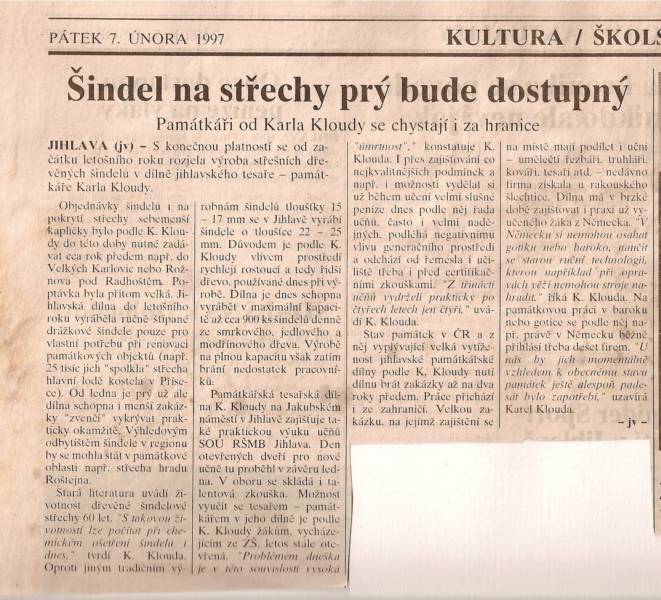 PÁTEK 7. ÚNORA 1997
KULTURA / ŠKOLS
Šindel na střechy prý bude dostupný
Památkáři od Karla Kloudy se chystají i za hranice
JIHLAVA (jv) – S konečnou platností se od za-
čátku letošního roku rozjela výroba střešních dře-
věných šindelů v dílně jihlavského tesaře – pamat-
káře Karla Kloudy.
Objednávky šindelů i na
pokrytí střechy sebemenší
kapličky bylo podle K. Klou-
dy do této doby nutné zadá-
vat cca rok předem např. do
Velkých Karlovic nebo Rož-
nova pod Radhoštěm. Po-
ptávka byla přitom velká. Ji-
hlavská dílna do letošního
roku vyráběla ručně štípané
drážkové šindele pouze pro
vlastní potřebu při renovaci
památkových objektů (např.
25 tisíc jich "spolkla" střecha
hlavní lodě kostela v Příse-
ce). Od ledna je prý už ale
dílna schopna i menší zakáz-
ky "zvenčí" vykrývat prak-
ticky okamžitě. Výhledovým
odbytištěm šindele v regionu
by se mohla stát v památkové
oblasti např. střecha hradu
Roštejna.
Stará literatura uvádí ži-
votnost dřevěné šindelové
střechy 60 let. "S takovou ži-
votností lze počítat při che-
mickém ošetření šindelů i
dnes," tvrdí K. Klouda.
Oproti jiným tradičním vý-
robnám šindelů tloušťky 15
– 17 mm se v Jihlavě vyrábí
šindele o tloušťce 22 – 25
mm. Důvodem je podle K.
Kloudy vlivem prostředí
rychleji rostoucí a tedy řidší
dřevo, používané dnes při vý-
robě. Dílna je dnes schopna
vyrábět v maximální kapaci-
tě až cca 900 ks šindelů denně
ze smrkového, jedlového a
modřínového dřeva. Výrobě
na plnou kapacitu však zatím
brání nedostatek pracovní-
ků.
Památkářská tesařská díl-
na K. Kloudy na Jakubském
náměstí v Jihlavě zajišťuje ta-
ké praktickou výuku učňů
SOU RŠMB Jihlava. Den
otevřených dveří pro nové
učně tu proběhl v závěru led-
na. V oboru se skládá i ta-
lentová zkouška. Možnost
vyučit se tesařem – památ-
kářem v jeho dílně je podle
K. Kloudy žákům, vycháze-
jícím ze ZŠ, letos stále ote-
vřená. "Problémem dneška
je v této souvislosti vysoká
"úmrtnost"," konstatuje K.
Klouda. I přes zajišťování co
nejkvalitnějších podmínek a
např. i možnosti vydělat si už
během učení velmi slušné
peníze dnes podle něj řada
učňů, často i velmi nadě-
jných, podléhá negativnímu
vlivu generačního prostředí
a odchází od řemesla i uči-
liště třeba i před certifikační-
mi zkouškami. "Z třinácti
učňů vydrželi prakticky po
čtyřech letech jen čtyři," uvá-
dí K. Klouda.
Stav památek v ČR a z
něj vyplývající velká vytíže-
nost jihlavské památkářské
dílny podle K. Kloudy nutí
dílnu brát zakázky až na dva
roky předem. Práce přichází
i ze zahraničí. Velkou za-
kázku, na jejímž zajištění se
na místě mají podílet i uč-
ni – umělečtí řezbáři, truhláři,
kováři, tesaři atd. – nedávno
firma získala u rakouského
šlechtice. Dílna má v brzké
době zajišťovat i praxi už vy-
učeného žáka z Německa. "V
Německu si nemohou osahat
gotiku nebo baroko, naučit
se starou ruční technologii,
kterou například při opra-
vách věží nemohou stroje na-
hradit," říká K. Klouda. Na
památkovou práci v baroku
nebo gotice se podle něj na-
př. právě v Německu běžně
přihlásí třeba deset firem. "U
nás by jich momentálně
vzhledem k obecnému stavu
památek ještě alespoň pade-
sát bylo zapotřebí," uzavírá
Karel Klouda.
– jv –